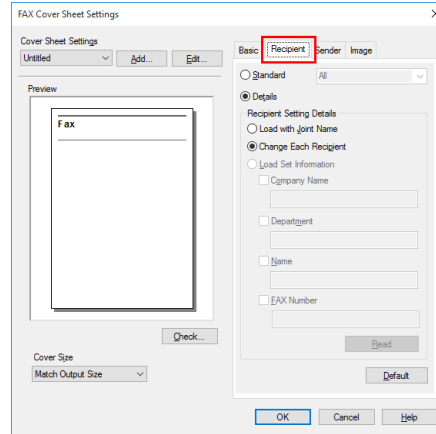 FAX Cover Sheet Settings
Cover Sheet Settings
Untitled
Add...
Edit...
Preview
Fax
Check...
Cover Size
Match Output Size
Basic
Recipient
Sender
Image
Standard
All
Details
Recipient Setting Details
Load with Joint Name
Change Each Recipient
Load Set Information
Company Name
Department
Name
FAX Number
Read
Default
OK
Cancel
Help